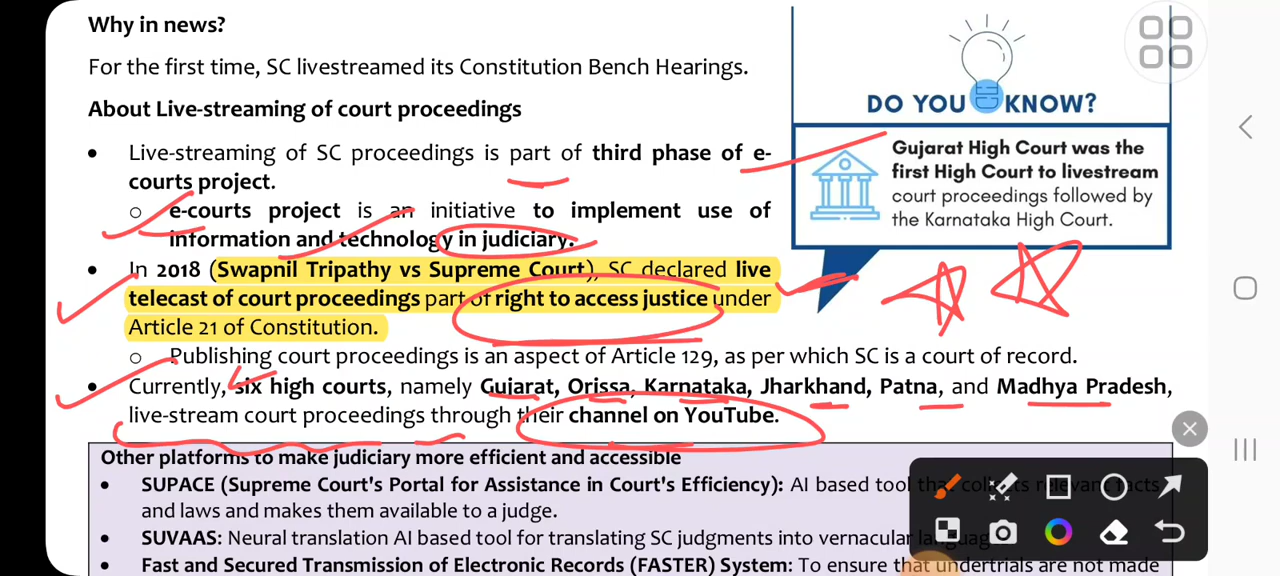 Why in news?
For the first time, SC livestreamed its Constitution Bench Hearings.
About Live-streaming of court proceedings
• Live-streaming of SC proceedings is part of third phase of e-
courts project.
o e-courts project is an initiative to implement use of
information and technology in judiciary.
• In 2018 (Swapnil Tripathy vs Supreme Court), SC declared live
telecast of court proceedings part of right to access justice under
Article 21 of Constitution.
o Publishing court proceedings is an aspect of Article 129, as per which SC is a court of record.
• Currently, six high courts, namely Gujarat, Orissa, Karnataka, Jharkhand, Patna, and Madhya Pradesh,
live-stream court proceedings through their channel on YouTube.
DO YOU KNOW?
Gujarat High Court was the
first High Court to livestream
court proceedings followed by
the Karnataka High Court.
Other platforms to make judiciary more efficient and accessible
• SUPACE (Supreme Court's Portal for Assistance in Court's Efficiency): AI based tool that collects relevant facts
and laws and makes them available to a judge.
• SUVAAS: Neural translation AI based tool for translating SC judgments into vernacular
• Fast and Secured Transmission of Electronic Records (FASTER) System: To ensure that undertrials are not made